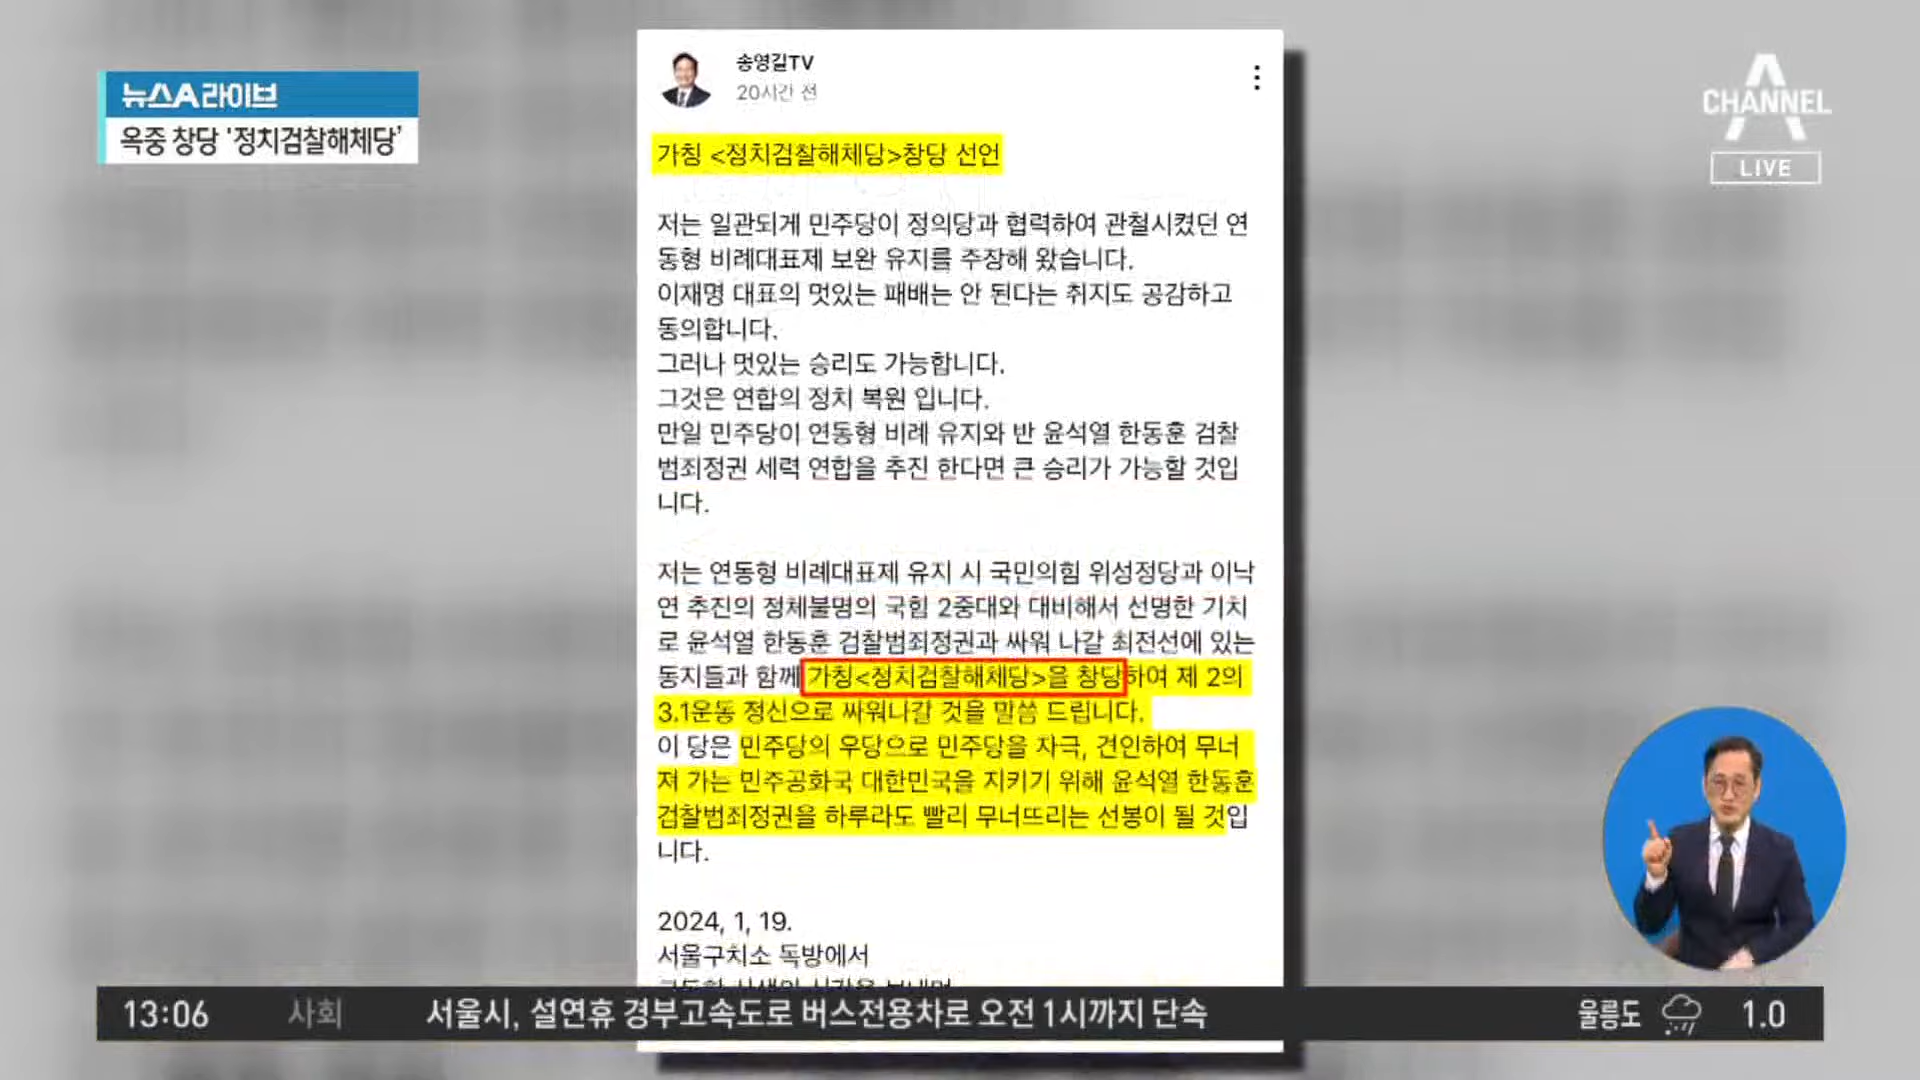 뉴스A 라이브
옥중 창당 '정치검찰해체당'
CHANNEL A
LIVE
송영길TV
20시간 전
가칭 <정치검찰해체당>창당 선언
저는 일관되게 민주당이 정의당과 협력하여 관철시켰던 연
동형 비례대표제 보완 유지를 주장해 왔습니다.
이재명 대표의 멋있는 패배는 안 된다는 취지도 공감하고
동의합니다.
그러나 멋있는 승리도 가능합니다.
그것은 연합의 정치 복원 입니다.
만일 민주당이 연동형 비례 유지와 반 윤석열 한동훈 검찰
범죄정권 세력 연합을 추진 한다면 큰 승리가 가능할 것입
니다.
저는 연동형 비례대표제 유지 시 국민의힘 위성정당과 이낙
연 추진의 정체불명의 국힘 2중대와 대비해서 선명한 기치
로 윤석열 한동훈 검찰범죄정권과 싸워 나갈 최전선에 있는
동지들과 함께 가칭<정치검찰해체당>을 창당하여 제 2의
3.1운동 정신으로 싸워나갈 것을 말씀 드립니다.
이 당은 민주당의 우당으로 민주당을 자극, 견인하여 무너
져 가는 민주공화국 대한민국을 지키기 위해 윤석열 한동훈
검찰범죄정권을 하루라도 빨리 무너뜨리는 선봉이 될 것입
니다.
2024, 1, 19.
서울구치소 독방에서
13:06 사회 서울시, 설연휴 경부고속도로 버스전용차로 오전 1시까지 단속 울릉도 1.0